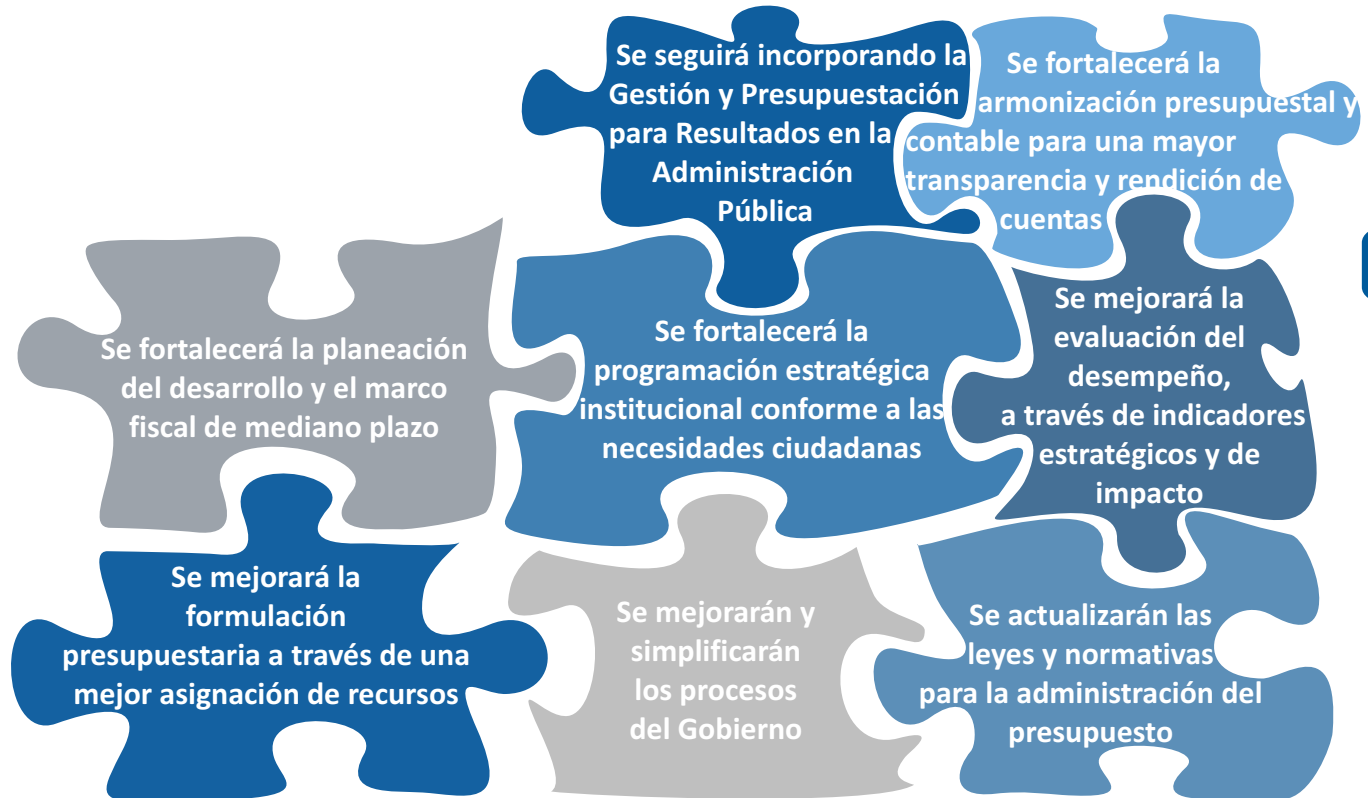 Se seguirá incorporando la
Gestión y Presupuestación
para Resultados en la
Administración
Pública
Se fortalecerá la
armonización presupuestal y
contable para una mayor
transparencia y rendición de
cuentas
Se fortalecerá la planeación
del desarrollo y el marco
fiscal de mediano plazo
Se fortalecerá la
programación estratégica
institucional conforme a las
necesidades ciudadanas
Se mejorará la
evaluación del
desempeño,
a través de indicadores
estratégicos y de
impacto
Se mejorará la
formulación
presupuestaria a través de una
mejor asignación de recursos
Se mejorarán y
simplificarán
los procesos
del Gobierno
Se actualizarán las
leyes y normativas
para la administración del
presupuesto